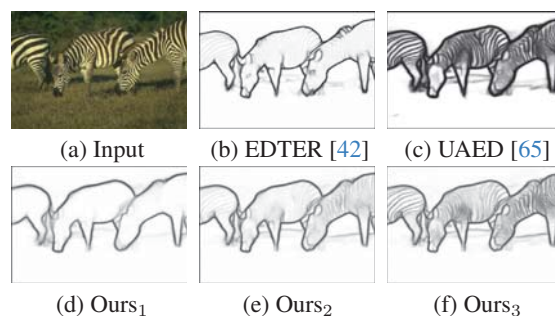 (a) Input
(b) EDTER [42]
(c) UAED [65]
(d) Ours₁
(e) Ours₂
(f) Ours₃